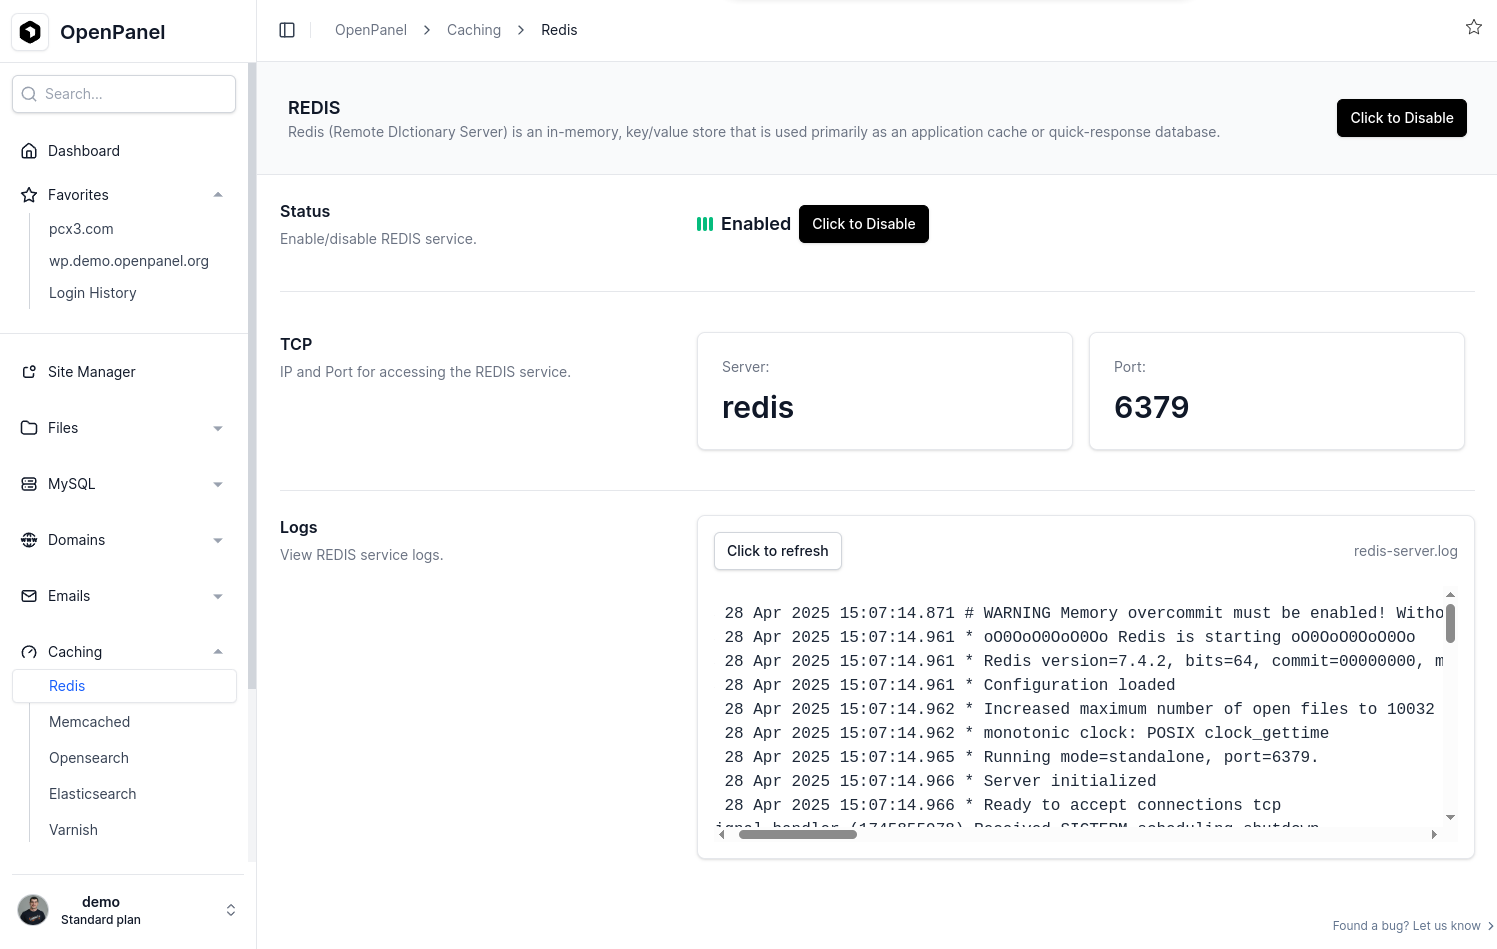 OpenPanel
OpenPanel
Caching
Redis
Search...
Dashboard
Favorites
pcx3.com
wp.demo.openpanel.org
Login History
Site Manager
Files
MySQL
Domains
Emails
Caching
Redis
Memcached
Opensearch
Elasticsearch
Varnish
demo
Standard plan
REDIS
Redis (Remote DIctionary Server) is an in-memory, key/value store that is used primarily as an application cache or quick-response database.
Click to Disable
Status
Enable/disable REDIS service.
Enabled
Click to Disable
TCP
IP and Port for accessing the REDIS service.
Server:
redis
Port:
6379
Logs
View REDIS service logs.
Click to refresh
redis-server.log
28 Apr 2025 15:07:14.871 # WARNING Memory overcommit must be enabled! Witho
28 Apr 2025 15:07:14.961 * oO0OoO0OoO0Oo Redis is starting oO0OoO0OoO0Oo
28 Apr 2025 15:07:14.961 * Redis version=7.4.2, bits=64, commit=00000000, m
28 Apr 2025 15:07:14.961 * Configuration loaded
28 Apr 2025 15:07:14.962 * Increased maximum number of open files to 10032
28 Apr 2025 15:07:14.962 * monotonic clock: POSIX clock_gettime
28 Apr 2025 15:07:14.965 * Running mode=standalone, port=6379.
28 Apr 2025 15:07:14.966 * Server initialized
28 Apr 2025 15:07:14.966 * Ready to accept connections tcp
Received SIGTERM scheduling shutdown
Found a bug? Let us know